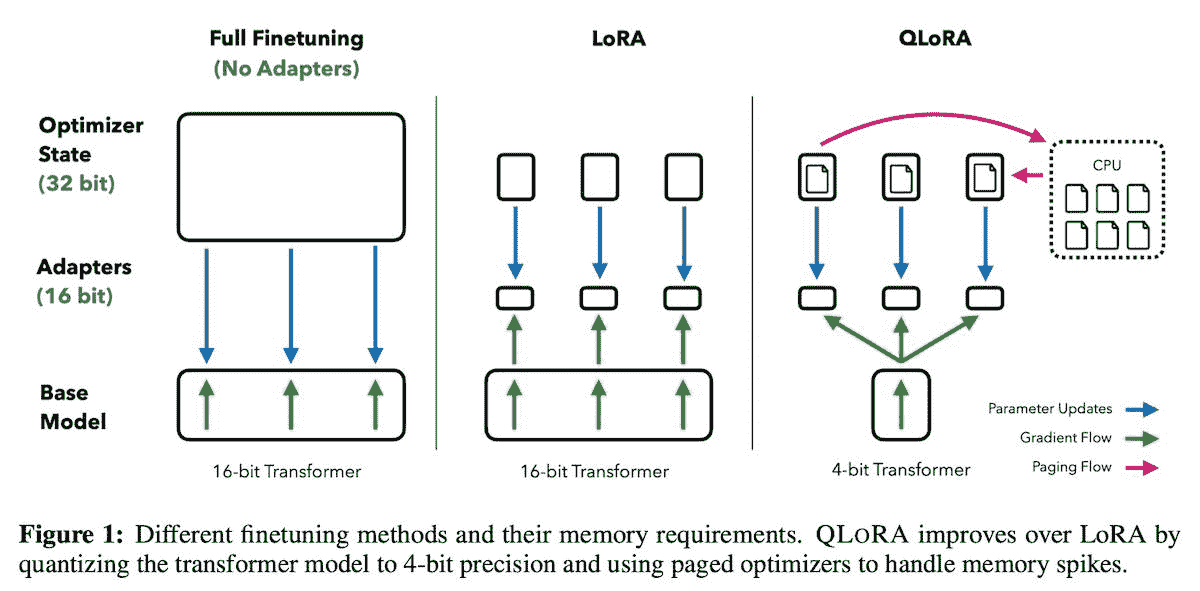 Full Finetuning
(No Adapters)
LoRA
QLoRA
Optimizer
State
(32 bit)
CPU
Adapters
(16 bit)
Base
Model
Parameter Updates
Gradient Flow
Paging Flow
16-bit Transformer
16-bit Transformer
4-bit Transformer
Figure 1: Different finetuning methods and their memory requirements. QLORA improves over LoRA by
quantizing the transformer model to 4-bit precision and using paged optimizers to handle memory spikes.